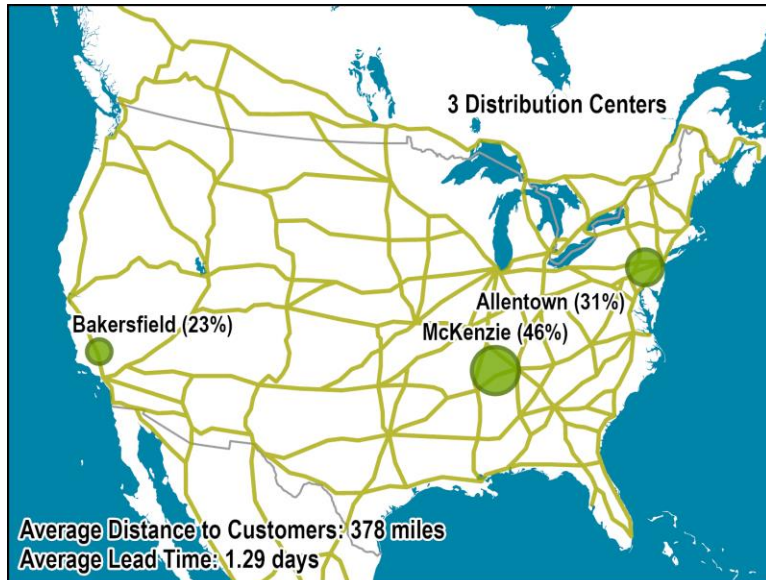 3 Distribution Centers
Allentown (31%)
Bakersfield (23%)
McKenzie (46%)
Average Distance to Customers: 378 miles
Average Lead Time: 1.29 days